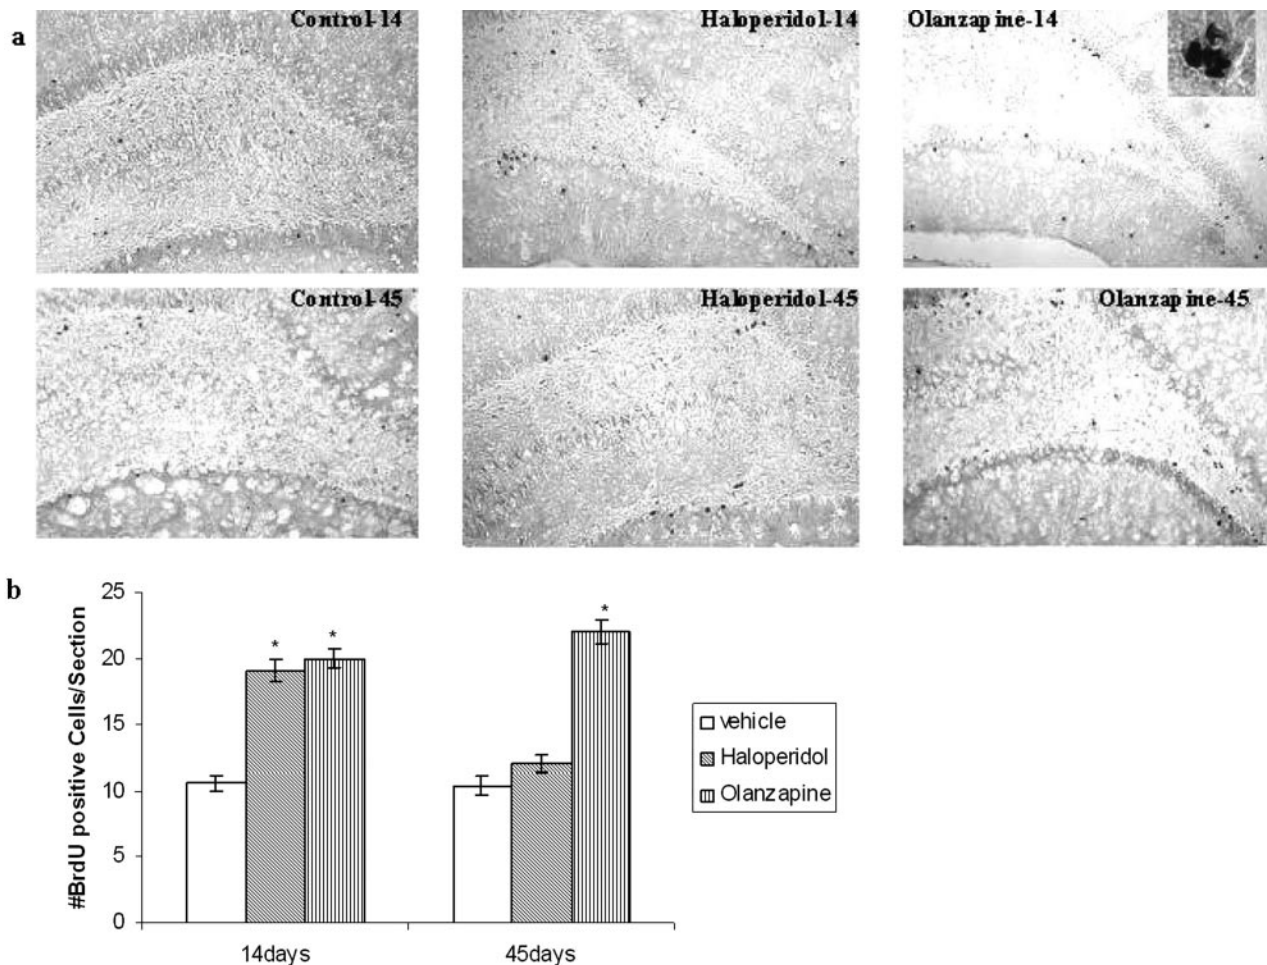 a
Control-14
Haloperidol-14
Olanzapine-14
Control-45
Haloperidol-45
Olanzapine-45
b
#BrdU positive Cells/Section
25
20
15
10
5
0
*
*
*
14days
45days
vehicle
Haloperidol
Olanzapine